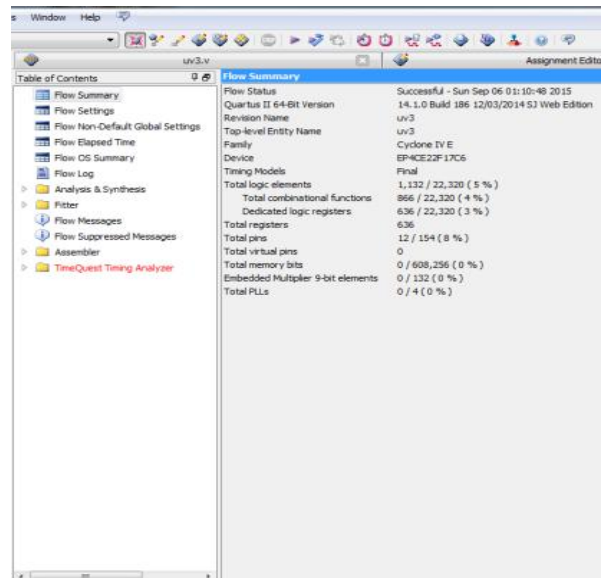 s Window Help
uv3.v
Assignment Edito
Table of Contents
Flow Summary
Flow Settings
Flow Non-Default Global Settings
Flow Elapsed Time
Flow OS Summary
Flow Log
Analysis & Synthesis
Fitter
Flow Messages
Flow Suppressed Messages
Assembler
TimeQuest Timing Analyzer
Flow Summary
Flow Status Successful - Sun Sep 06 01:10:48 2015
Quartus II 64-Bit Version 14.1.0 Build 186 12/03/2014 SJ Web Edition
Revision Name uv3
Top-level Entity Name uv3
Family Cyclone IV E
Device EP4CE22F17C6
Timing Models Final
Total logic elements 1,132 / 22,320 ( 5 % )
Total combinational functions 866 / 22,320 ( 4 % )
Dedicated logic registers 636 / 22,320 ( 3 % )
Total registers 636
Total pins 12 / 154 ( 8 % )
Total virtual pins 0
Total memory bits 0 / 608,256 ( 0 % )
Embedded Multiplier 9-bit elements 0 / 132 ( 0 % )
Total PLLs 0 / 4 ( 0 % )